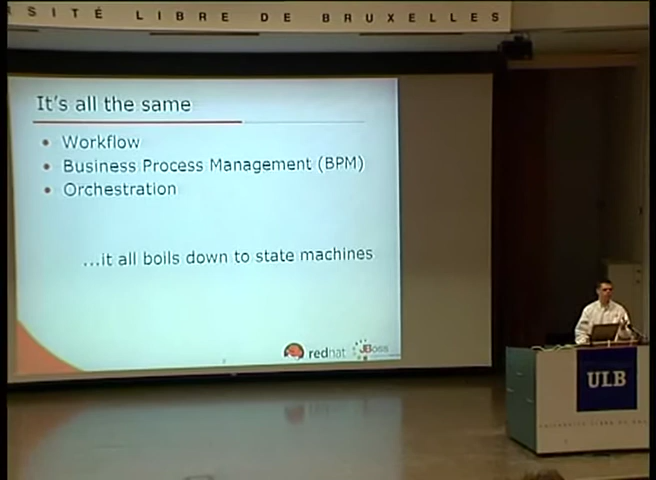 SITÉ LIBRE DE BRUXELLES
It's all the same
Workflow
Business Process Management (BPM)
Orchestration
...it all boils down to state machines
redhat JBoss
ULB